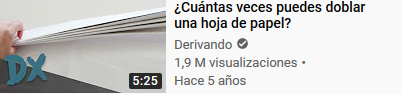 ¿Cuántas veces puedes doblar
una hoja de papel?
Derivando
1,9 M visualizaciones •
Hace 5 años
DX
5:25